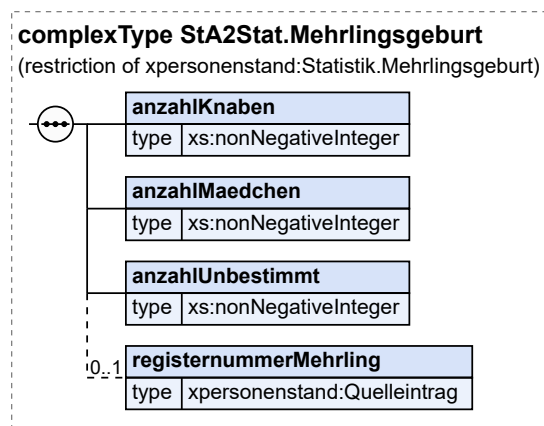 complexType StA2Stat.Mehrlingsgeburt
(restriction of xpersonenstand:Statistik.Mehrlingsgeburt)
anzahlKnaben
type xs:nonNegativeInteger
anzahlMaedchen
type xs:nonNegativeInteger
anzahlUnbestimmt
type xs:nonNegativeInteger
0..1 registernummerMehrling
type xpersonenstand:Quelleintrag